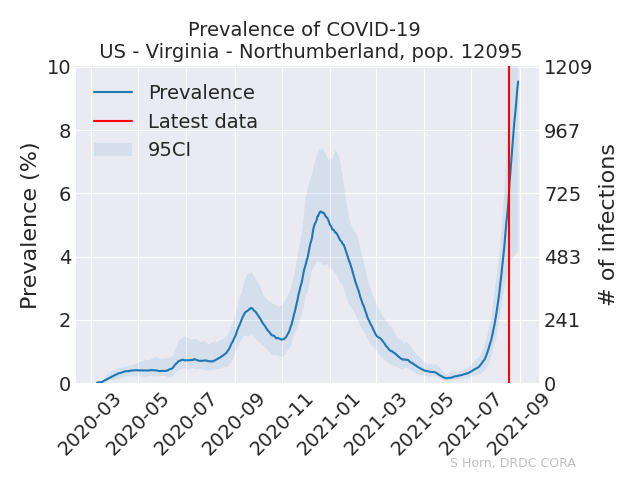 Prevalence of COVID-19
US - Virginia - Northumberland, pop. 12095
Prevalence
Latest data
95CI
Prevalence (%)
10
8
6
4
2
0
1209
967
725
483
241
0
# of infections
2020-03
2020-05
2020-07
2020-09
2020-11
2021-01
2021-03
2021-05
2021-07
2021-09
S Horn, DRDC CORA